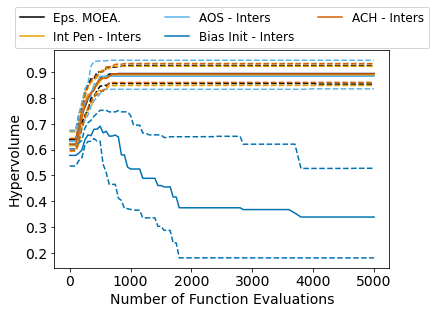 Eps. MOEA.
Int Pen - Inters
AOS - Inters
Bias Init - Inters
ACH - Inters
Hypervolume
0.9
0.8
0.7
0.6
0.5
0.4
0.3
0.2
0 1000 2000 3000 4000 5000
Number of Function Evaluations